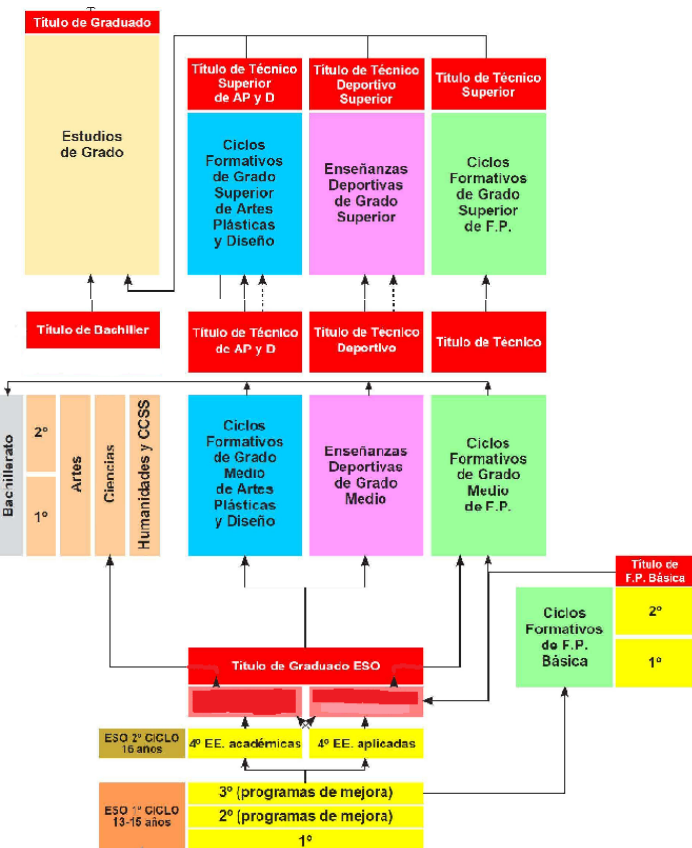 Título de Graduado
Estudios
de Grado
Título de Técnico
Superior
de AP y D
Título de Técnico
Deportivo
Superior
Título de Técnico
Superior
Ciclos
Formativos
de Grado
Superior
de Artes
Plásticas
y Diseño
Enseñanzas
Deportivas
de Grado
Superior
Ciclos
Formativos
de Grado
Superior
de F.P.
Título de Bachiller
Título de Técnico
de AP y D
Título de Técnico
Deportivo
Título de Técnico
Bachillerato
2º
1º
Artes
Ciencias
Humanidades y CCSS
Ciclos
Formativos
de Grado
Medio
de Artes
Plásticas
y Diseño
Enseñanzas
Deportivas
de Grado
Medio
Ciclos
Formativos
de Grado
Medio
de F.P.
Título de
F.P. Básica
Ciclos
Formativos
de F.P.
Básica
2º
1º
Titulo de Graduado ESO
ESO 2º CICLO
16 años
4º EE. académicas
4º EE. aplicadas
ESO 1º CICLO
13-15 años
3º (programas de mejora)
2º (programas de mejora)
1º